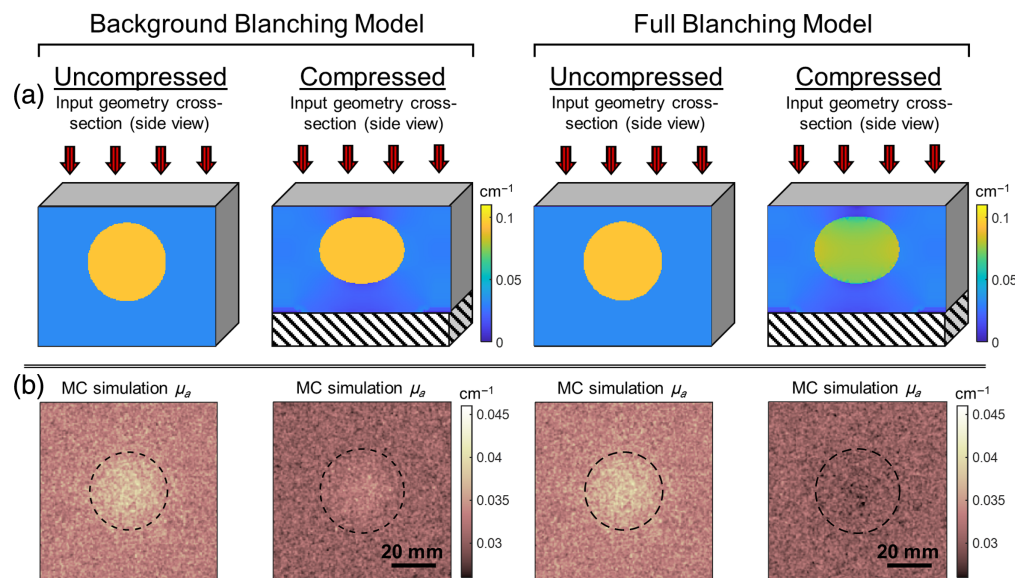 Background Blanching Model
Full Blanching Model
(a)
Uncompressed
Input geometry cross-
section (side view)
Compressed
Input geometry cross-
section (side view)
cm⁻¹
0.1
0.05
0
Uncompressed
Input geometry cross-
section (side view)
Compressed
Input geometry cross-
section (side view)
cm⁻¹
0.1
0.05
0
(b)
MC simulation μₐ
MC simulation μₐ
cm⁻¹
0.045
0.04
0.035
0.03
20 mm
MC simulation μₐ
MC simulation μₐ
cm⁻¹
0.045
0.04
0.035
0.03
20 mm